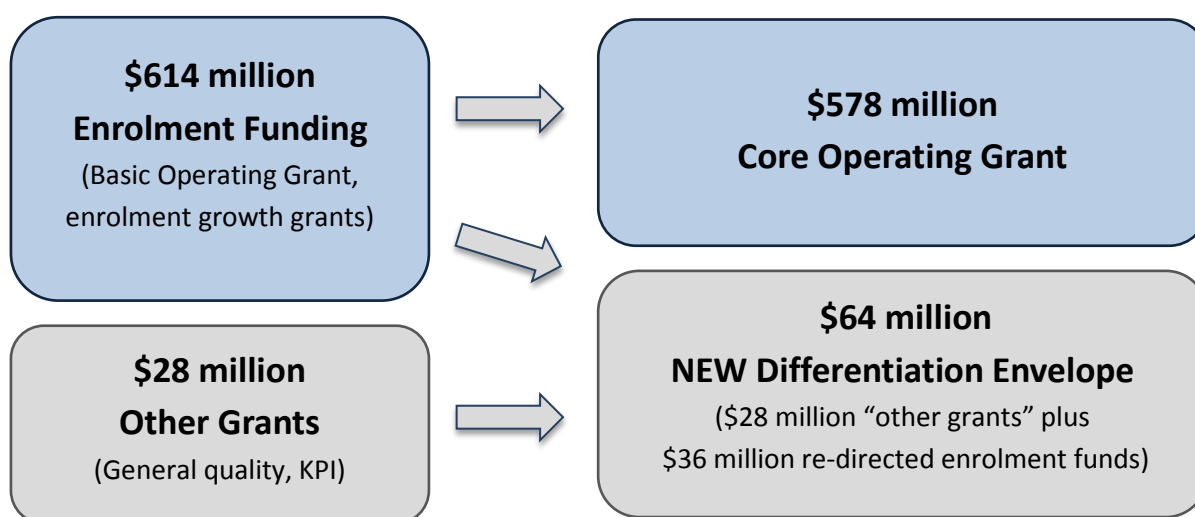 $614 million
Enrolment Funding
(Basic Operating Grant,
enrolment growth grants)
$578 million
Core Operating Grant
$28 million
Other Grants
(General quality, KPI)
$64 million
NEW Differentiation Envelope
($28 million “other grants” plus
$36 million re-directed enrolment funds)